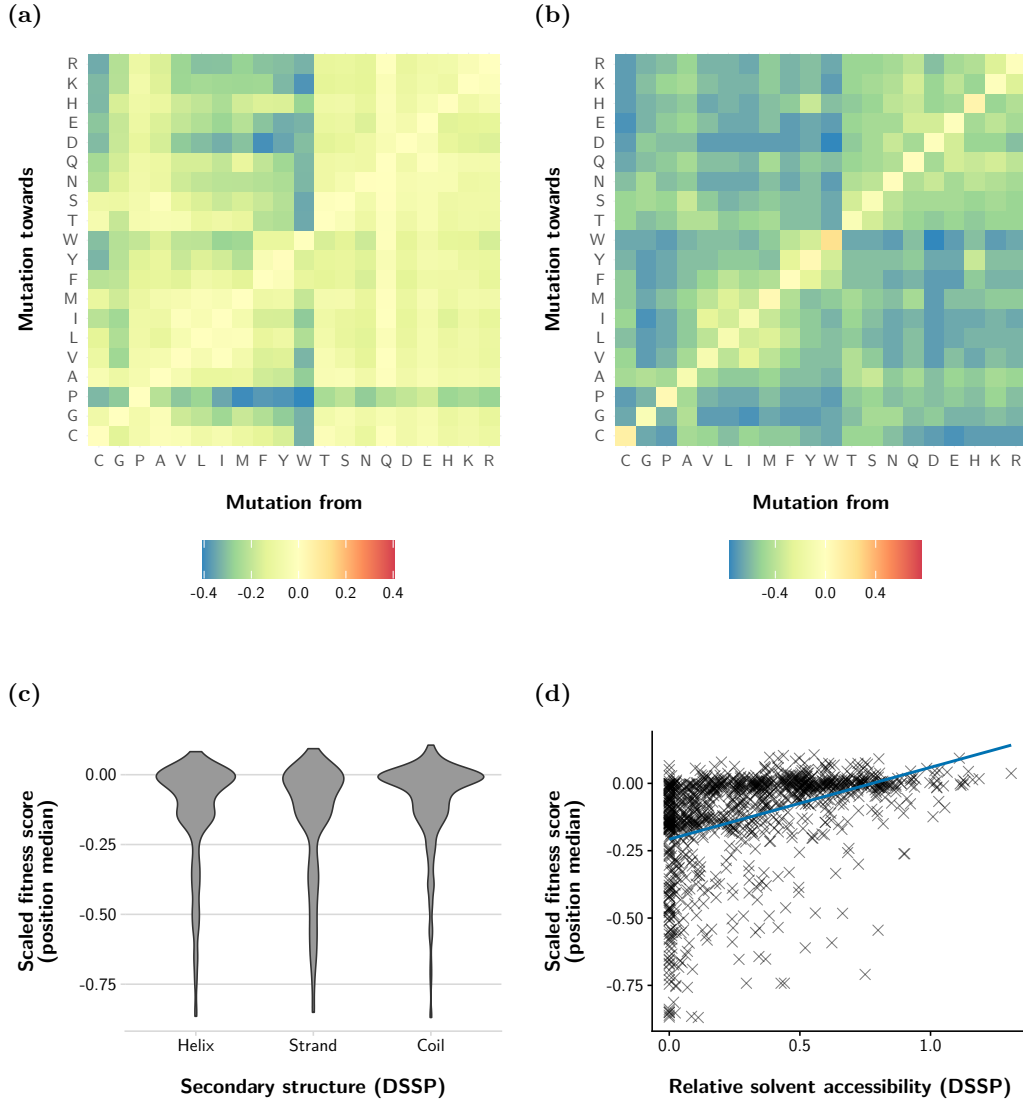 (a)
R
K
H
E
D
Q
N
S
T
W
Y
F
M
I
L
V
A
P
G
C
Mutation towards
C G P A V L I M F Y W T S N Q D E H K R
Mutation from
-0.4 -0.2 0.0 0.2 0.4
(b)
R
K
H
E
D
Q
N
S
T
W
Y
F
M
I
L
V
A
P
G
C
Mutation towards
C G P A V L I M F Y W T S N Q D E H K R
Mutation from
-0.4 0.0 0.4
(c)
Scaled fitness score
(position median)
0.00
-0.25
-0.50
-0.75
Helix Strand Coil
Secondary structure (DSSP)
(d)
Scaled fitness score
(position median)
0.00
-0.25
-0.50
-0.75
0.0 0.5 1.0
Relative solvent accessibility (DSSP)